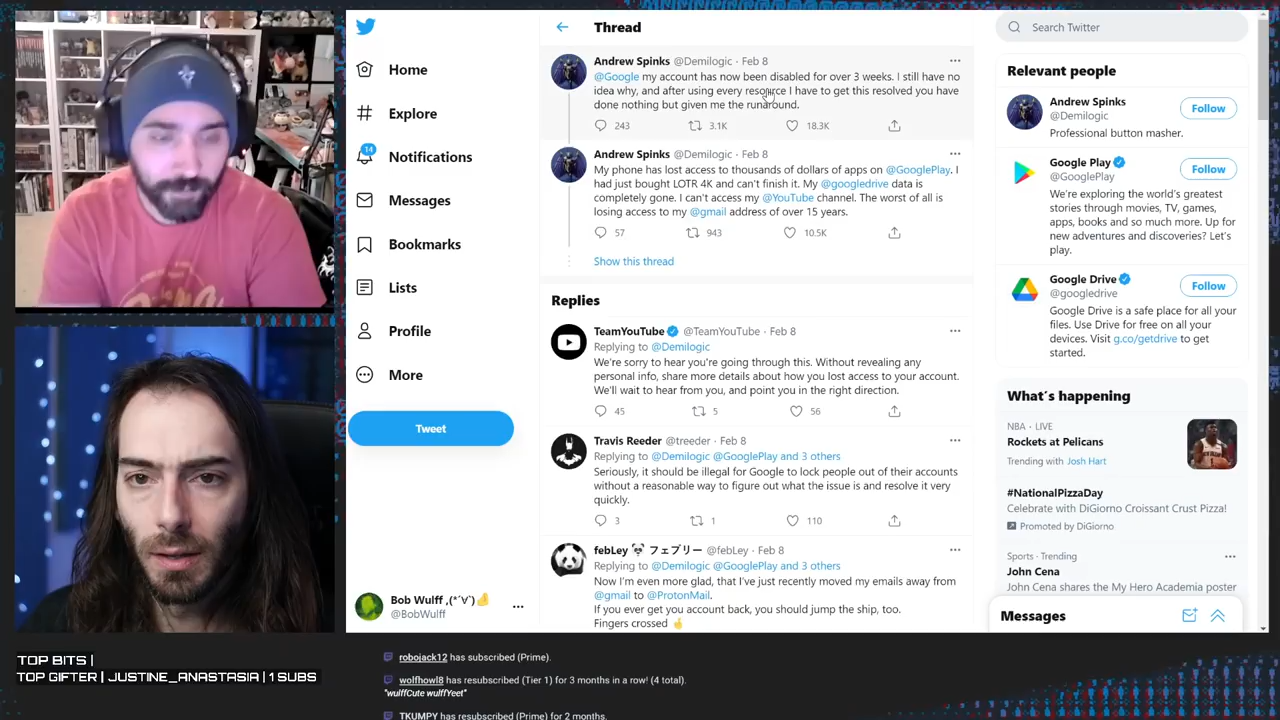 Home
Explore
14
Notifications
Messages
Bookmarks
Lists
Profile
More
Tweet
Bob Wulff ,(*´∀`)👍
@BobWulff
Thread
Andrew Spinks @Demilogic · Feb 8
@Google my account has now been disabled for over 3 weeks. I still have no
idea why, and after using every resource I have to get this resolved you have
done nothing but given me the runaround.
243 3.1K 18.3K
Andrew Spinks @Demilogic · Feb 8
My phone has lost access to thousands of dollars of apps on @GooglePlay. I
had just bought LOTR 4K and can't finish it. My @googledrive data is
completely gone. I can't access my @YouTube channel. The worst of all is
losing access to my @gmail address of over 15 years.
57 943 10.5K
Show this thread
Replies
TeamYouTube @TeamYouTube · Feb 8
Replying to @Demilogic
We're sorry to hear you're going through this. Without revealing any
personal info, share more details about how you lost access to your account.
We'll wait to hear from you, and point you in the right direction.
45 5 56
Travis Reeder @treeder · Feb 8
Replying to @Demilogic @GooglePlay and 3 others
Seriously, it should be illegal for Google to lock people out of their accounts
without a reasonable way to figure out what the issue is and resolve it very
quickly.
3 1 110
febLey 🐼 フェブリー @febLey · Feb 8
Replying to @Demilogic @GooglePlay and 3 others
Now I'm even more glad, that I've just recently moved my emails away from
@gmail to @ProtonMail.
If you ever get you account back, you should jump the ship, too.
Fingers crossed 🤞
Search Twitter
Relevant people
Andrew Spinks
@Demilogic
Follow
Professional button masher.
Google Play
@GooglePlay
Follow
We're exploring the world's greatest
stories through movies, TV, games,
apps, books and so much more. Up for
new adventures and discoveries? Let's
play.
Google Drive
@googledrive
Follow
Google Drive is a safe place for all your
files. Use Drive for free on all your
devices. Visit g.co/getdrive to get
started.
What's happening
NBA · LIVE
Rockets at Pelicans
Trending with Josh Hart
#NationalPizzaDay
Celebrate with DiGiorno Croissant Crust Pizza!
Promoted by DiGiorno
Sports · Trending
John Cena
John Cena shares the My Hero Academia poster
Messages
TOP BITS |
TOP GIFTER | JUSTINE_ANASTASIA | 1 SUBS
robojack12 has subscribed (Prime).
wolfhowl8 has resubscribed (Tier 1) for 3 months in a row! (4 total).
"wulffCute wulffYeet"
TKUMPY has resubscribed (Prime) for 2 months.